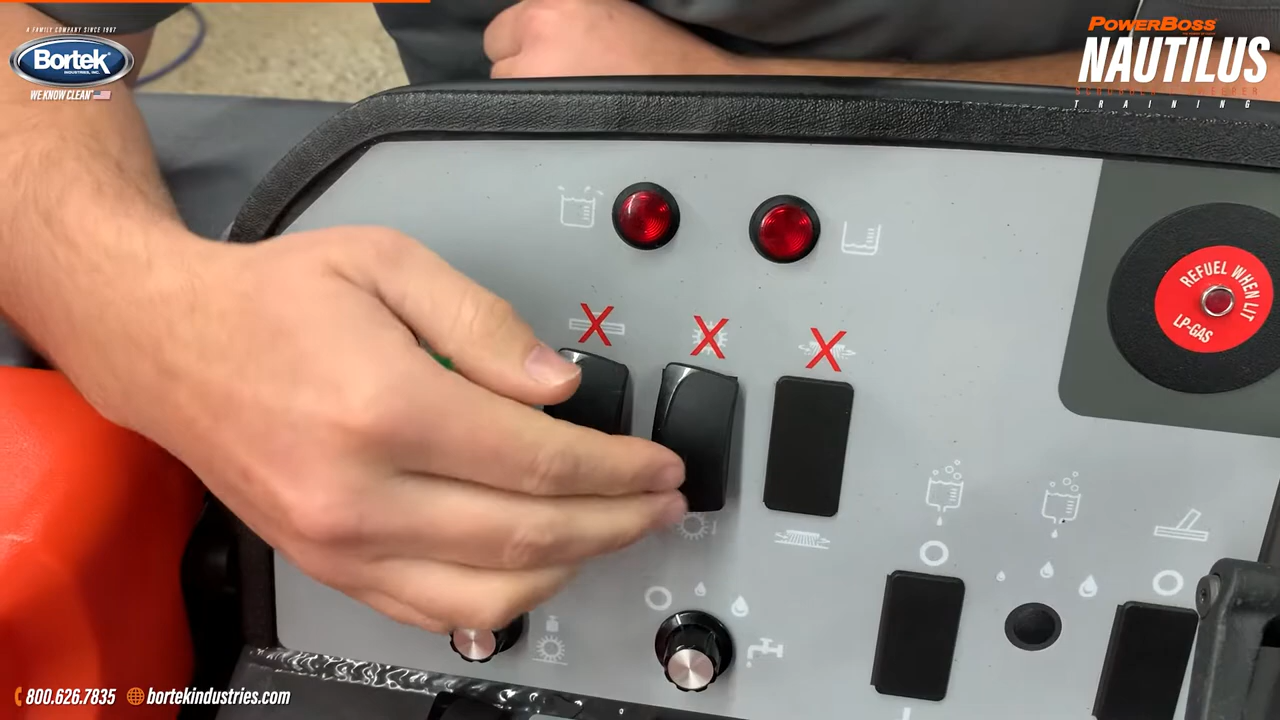 A FAMILY COMPANY SINCE 1987
Bortek
INDUSTRIES, INC.
WE KNOW CLEAN
POWERBOSS
NAUTILUS
TRAINING
REFUEL WHEN LIT
LP-GAS
800.626.7835
bortekindustries.com